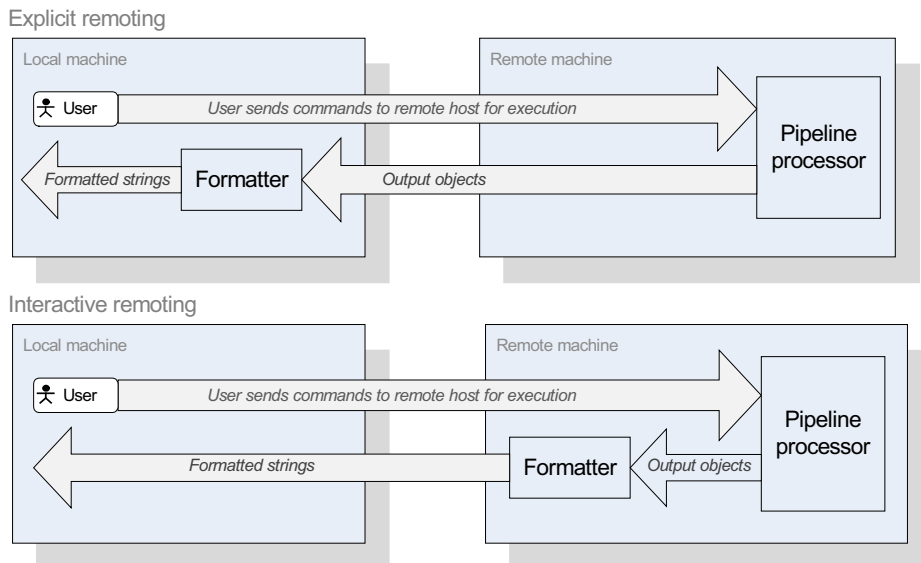 Explicit remoting
Local machine
Remote machine
User
User sends commands to remote host for execution
Pipeline
processor
Formatted strings
Formatter
Output objects
Interactive remoting
Local machine
Remote machine
User
User sends commands to remote host for execution
Pipeline
processor
Formatted strings
Formatter
Output objects